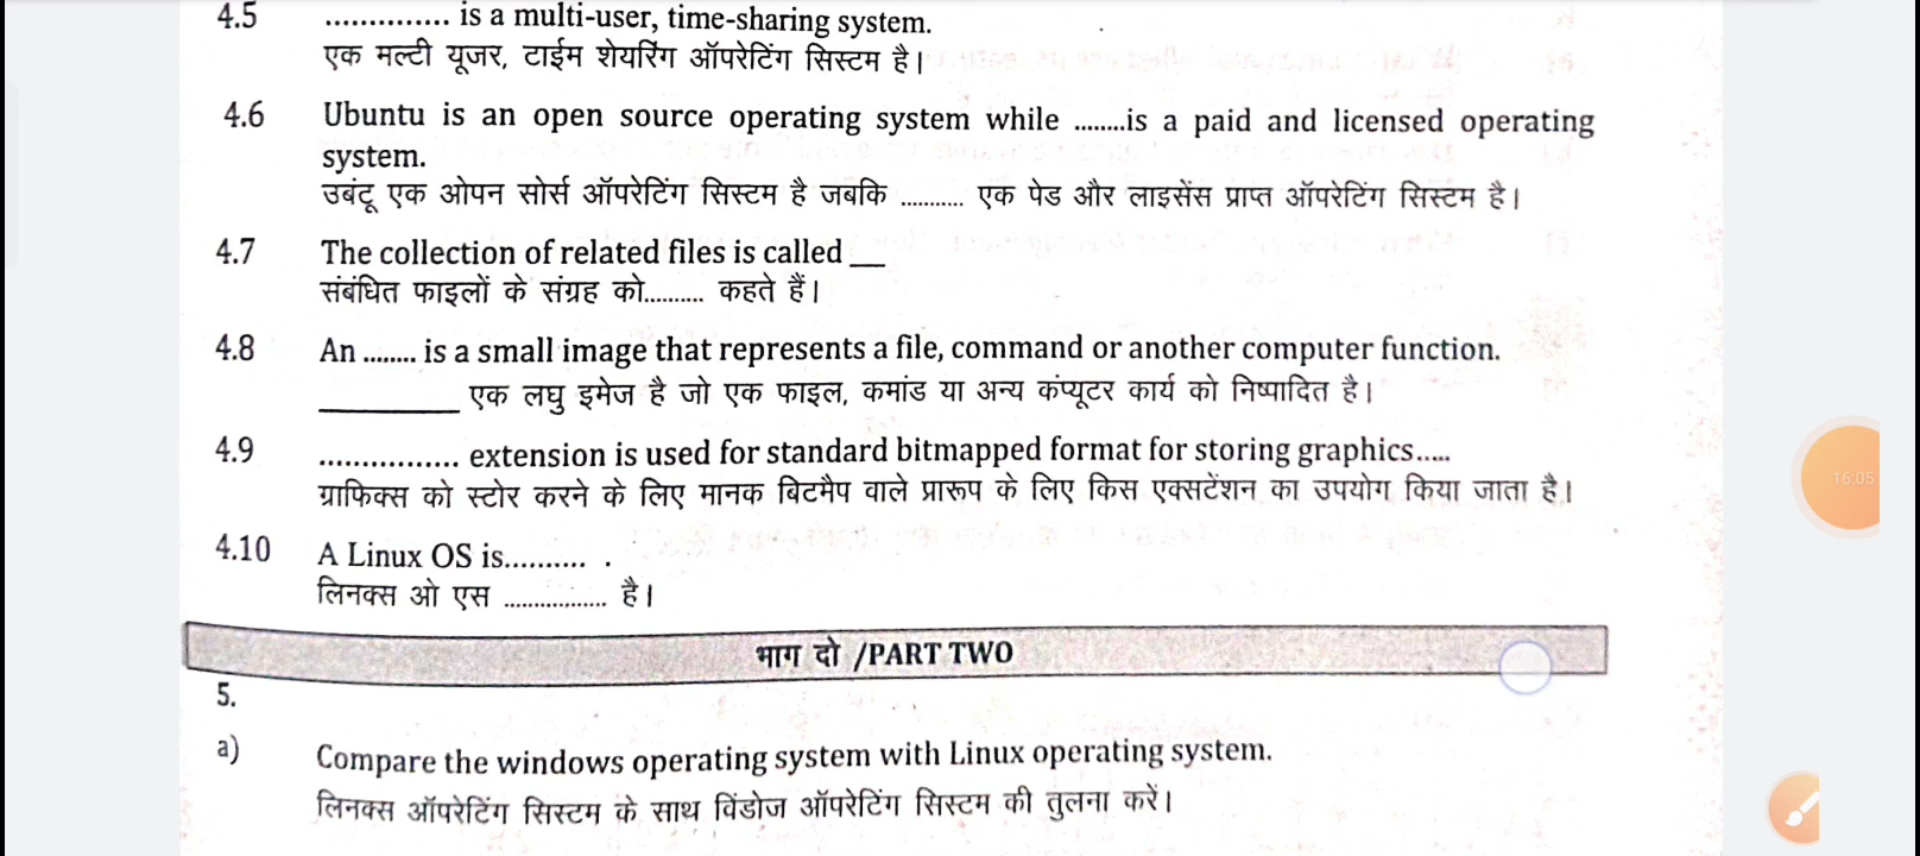 4.5 .............. is a multi-user, time-sharing system.
एक मल्टी यूजर, टाईम शेयरिंग ऑपरेटिंग सिस्टम है।
4.6 Ubuntu is an open source operating system while ........is a paid and licensed operating
system.
उबंटू एक ओपन सोर्स ऑपरेटिंग सिस्टम है जबकि ........... एक पेड और लाइसेंस प्राप्त ऑपरेटिंग सिस्टम है।
4.7 The collection of related files is called __
संबंधित फाइलों के संग्रह को.......... कहते हैं।
4.8 An ........ is a small image that represents a file, command or another computer function.
__________ एक लघु इमेज है जो एक फाइल, कमांड या अन्य कंप्यूटर कार्य को निष्पादित है।
4.9 ................ extension is used for standard bitmapped format for storing graphics.....
ग्राफिक्स को स्टोर करने के लिए मानक बिटमैप वाले प्रारूप के लिए किस एक्सटेंशन का उपयोग किया जाता है।
16:05
4.10 A Linux OS is.......... .
लिनक्स ओ एस ................. है।
भाग दो /PART TWO
5.
a) Compare the windows operating system with Linux operating system.
लिनक्स ऑपरेटिंग सिस्टम के साथ विंडोज ऑपरेटिंग सिस्टम की तुलना करें।